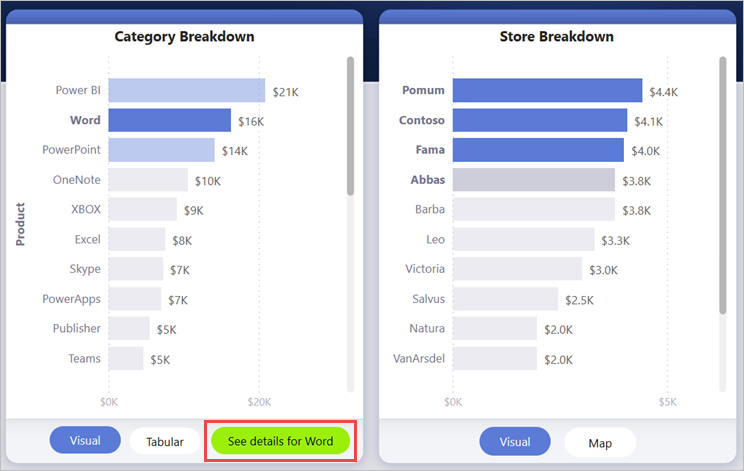 Category Breakdown
Product
Power BI $21K
Word $16K
PowerPoint $14K
OneNote $10K
XBOX $9K
Excel $8K
Skype $7K
PowerApps $7K
Publisher $5K
Teams $5K
$0K $20K
Visual Tabular See details for Word
Store Breakdown
Pomum $4.4K
Contoso $4.1K
Fama $4.0K
Abbas $3.8K
Barba $3.8K
Leo $3.3K
Victoria $3.0K
Salvus $2.5K
Natura $2.0K
VanArsdel $2.0K
$0K $5K
Visual Map